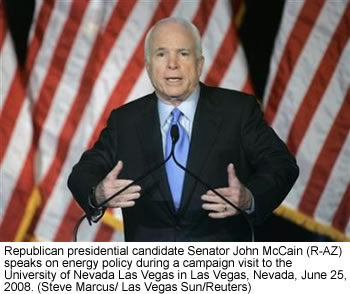 Republican presidential candidate Senator John McCain (R-AZ)
speaks on energy policy during a campaign visit to the
University of Nevada Las Vegas in Las Vegas, Nevada, June 25,
2008. (Steve Marcus/ Las Vegas Sun/Reuters)